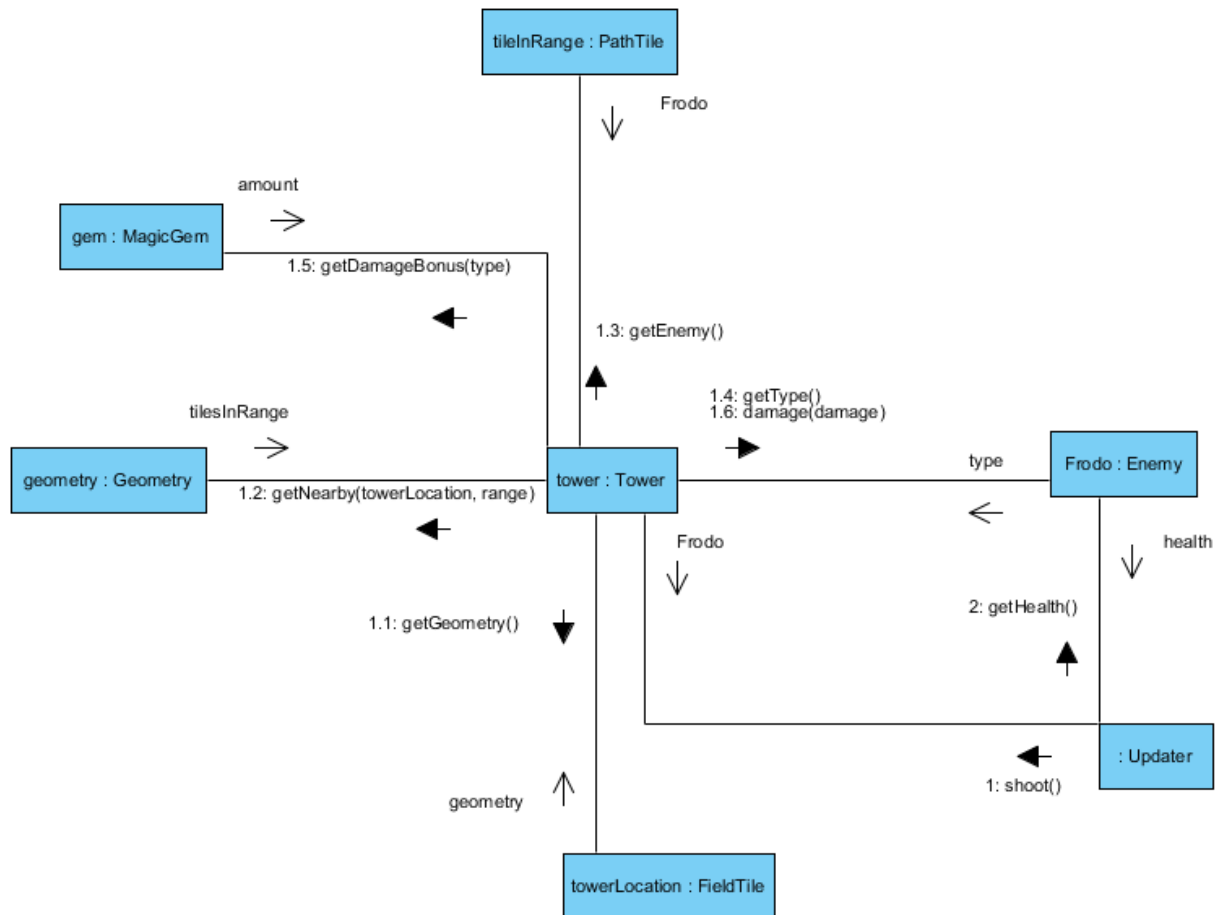 tileInRange : PathTile
Frodo
amount
gem : MagicGem
1.5: getDamageBonus(type)
1.3: getEnemy()
1.4: getType()
1.6: damage(damage)
tilesInRange
geometry : Geometry
1.2: getNearby(towerLocation, range)
tower : Tower
type
Frodo : Enemy
Frodo
health
1.1: getGeometry()
2: getHealth()
: Updater
1: shoot()
geometry
towerLocation : FieldTile